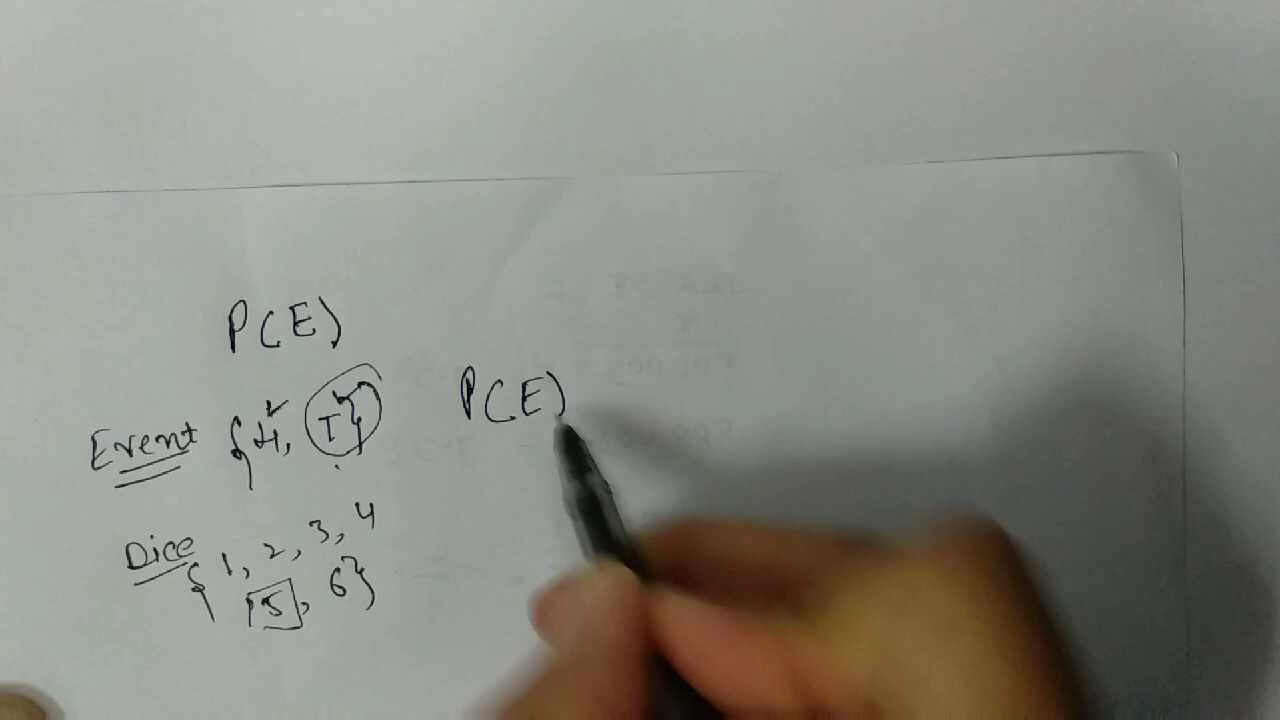 P(E)
Event {H, T}
P(E)
Dice { 1, 2, 3, 4
5, 6}